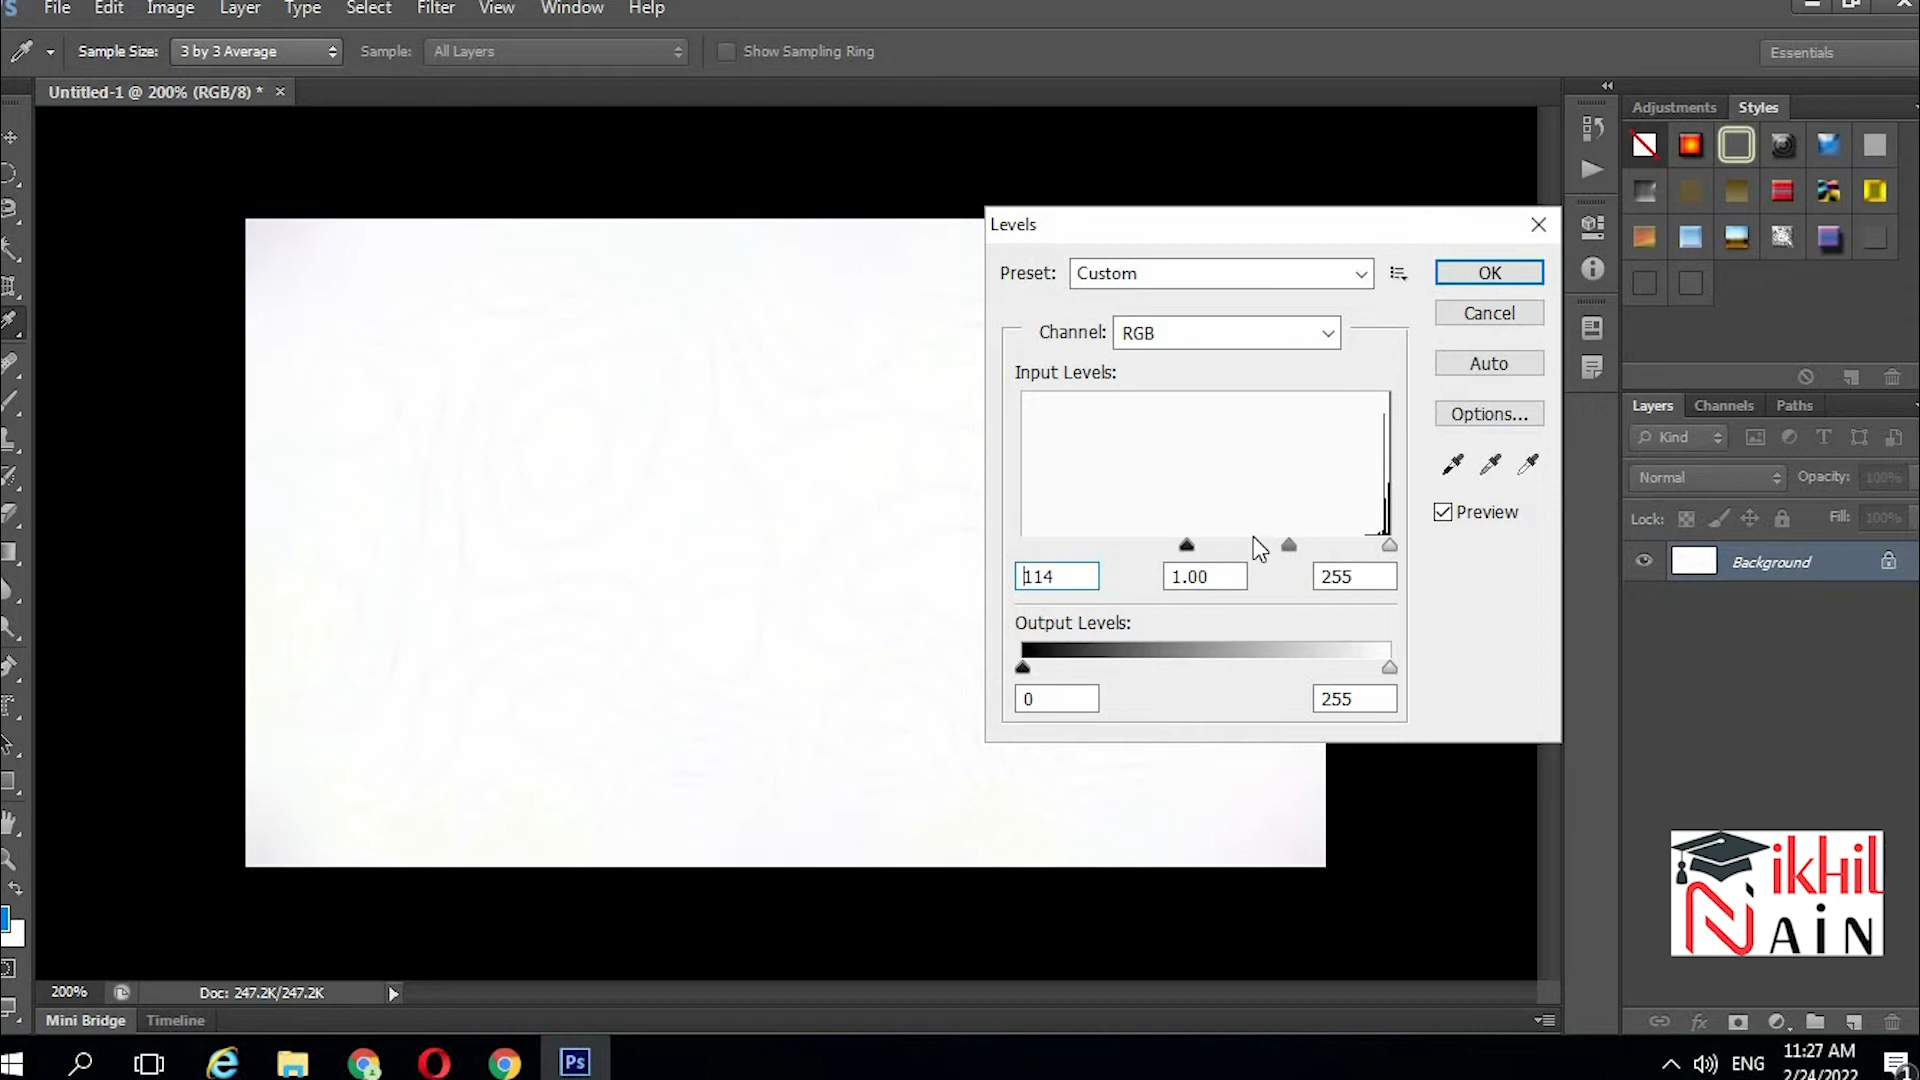 File Edit Image Layer Type Select Filter View Window Help
Sample Size: 3 by 3 Average Sample: All Layers Show Sampling Ring Essentials
Untitled-1 @ 200% (RGB/8) * ×
Adjustments Styles
Levels
Preset: Custom OK
Cancel
Channel: RGB
Auto
Input Levels:
Options...
Preview
114 1.00 255
Output Levels:
0 255
Layers Channels Paths
Kind
Normal Opacity: 100%
Lock: Fill: 100%
Background
ikhil
N AiN
200% Doc: 247.2K/247.2K
Mini Bridge Timeline
Ps ENG 11:27 AM
2/24/2022
1